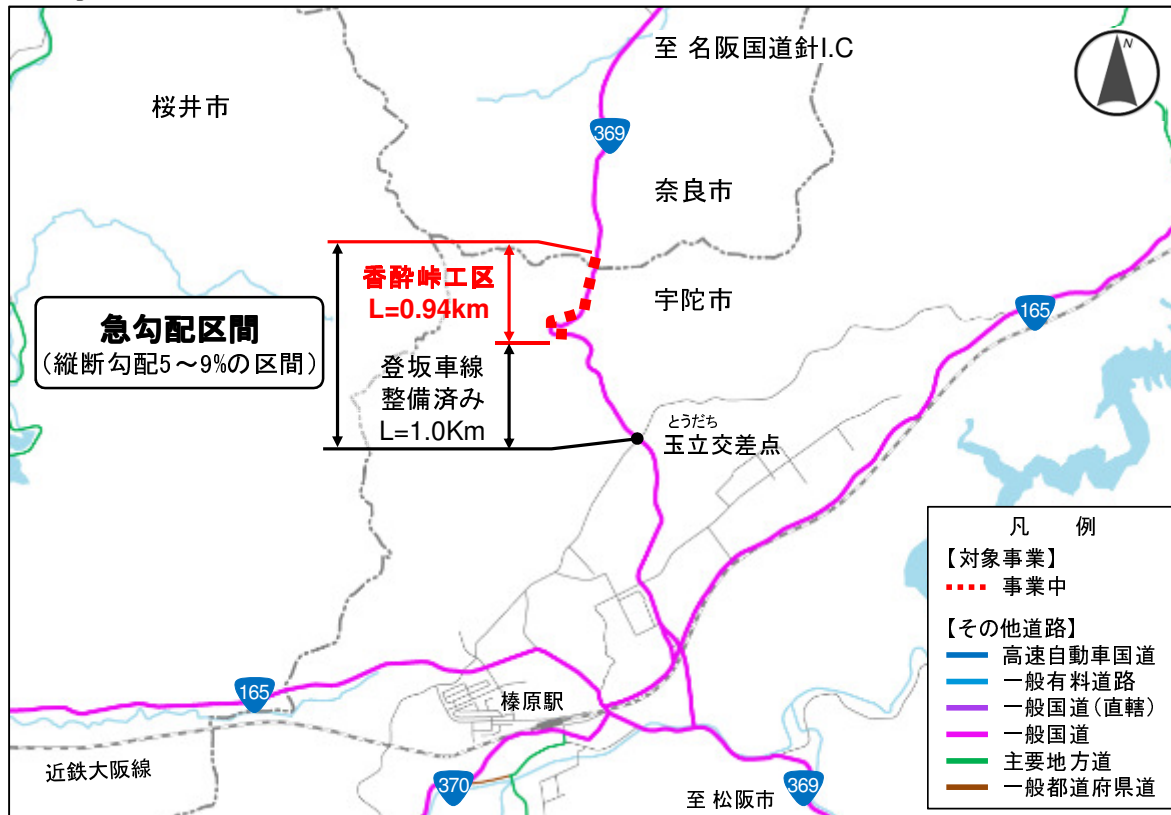 至 名阪国道針I.C
N
桜井市
369
奈良市
香酔峠工区
L=0.94km
宇陀市
165
急勾配区間
(縦断勾配5～9%の区間)
登坂車線
整備済み
L=1.0Km
とうだち
玉立交差点
凡 例
【対象事業】
事業中
【その他道路】
高速自動車国道
一般有料道路
一般国道(直轄)
一般国道
主要地方道
一般都道府県道
165
榛原駅
近鉄大阪線
370
至 松阪市
369